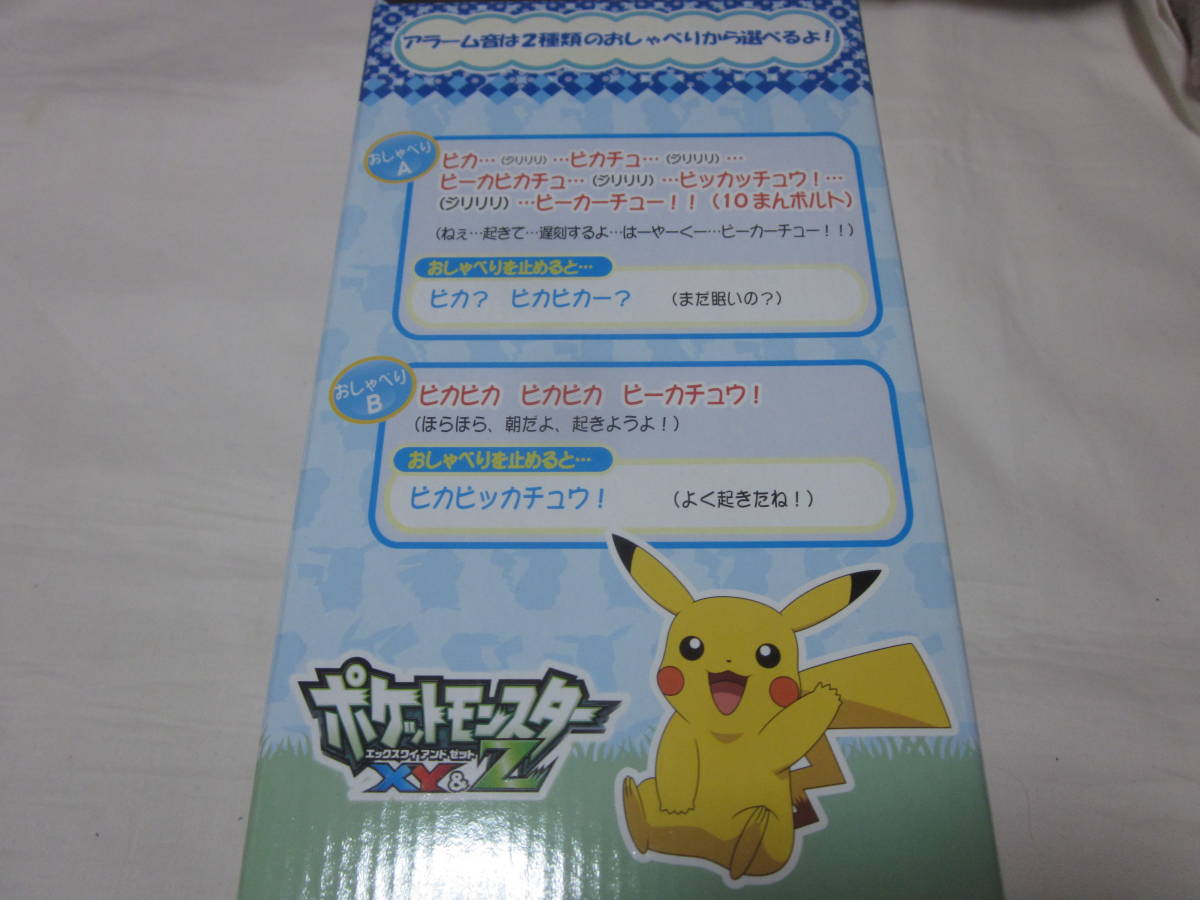 アラーム音は2種類のおしゃべりから選べるよ!
おしゃべり
A
ピカ…(ジリリリ)…ピカチュ…(ジリリリ)…
ピーカピカチュ…(ジリリリ)…ピッカッチュウ!…
(ジリリリ)…ピーカーチュー!!(10まんボルト)
(ねぇ…起きて…遅刻するよ…はーやーくー…ピーカーチュー!!)
おしゃべりを止めると…
ピカ? ピカピカー? (まだ眠いの?)
おしゃべり
B
ピカピカ ピカピカ ピーカチュウ!
(ほらほら、朝だよ、起きようよ!)
おしゃべりを止めると…
ピカピッカチュウ! (よく起きたね!)
ポケットモンスター
エックスワイ アンド ゼット
XY&Z